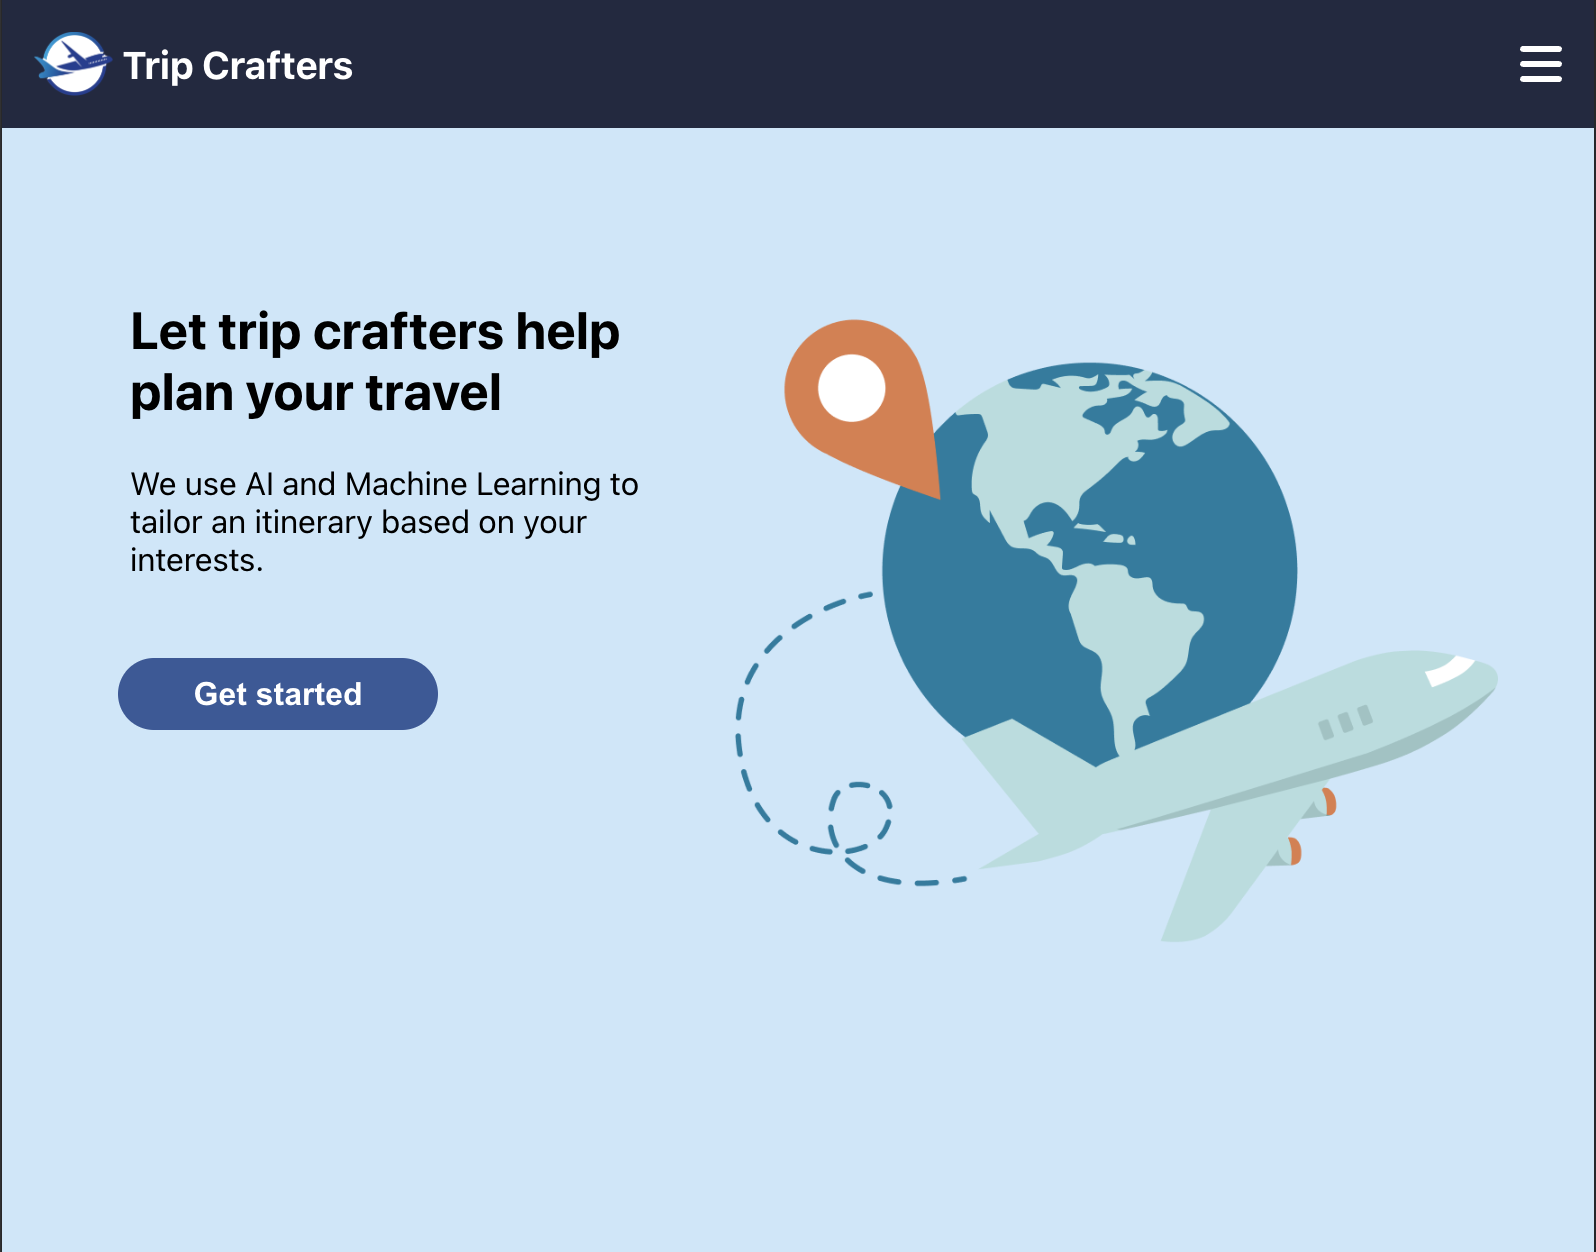 Trip Crafters
Let trip crafters help
plan your travel
We use AI and Machine Learning to
tailor an itinerary based on your
interests.
Get started